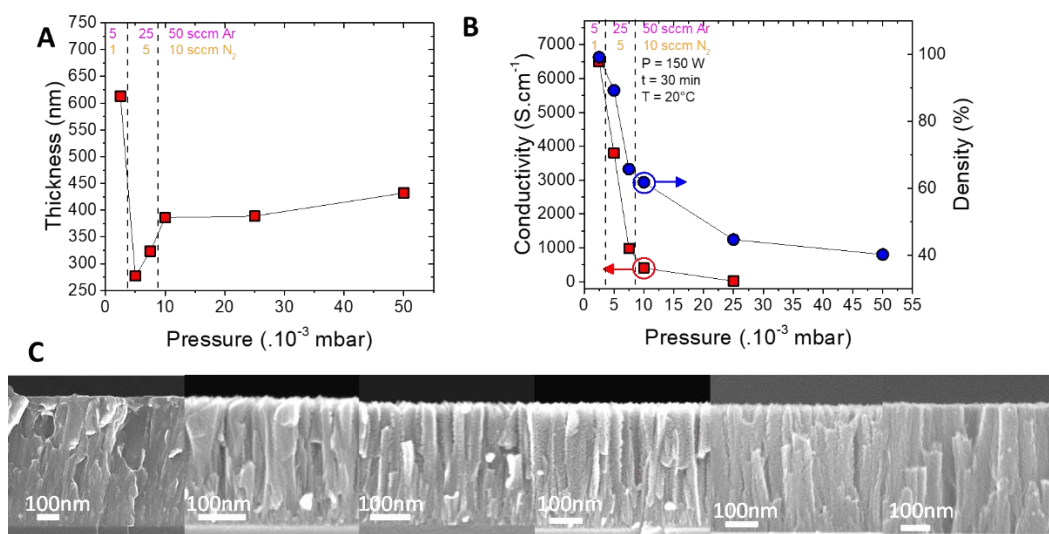 A
5 25 50 sccm Ar
1 5 10 sccm N₂
750
700
650
600
550
500
450
400
350
300
250
Thickness (nm)
0 10 20 30 40 50
Pressure (.10⁻³ mbar)
B
5 25 50 sccm Ar
1 5 10 sccm N₂
P = 150 W
t = 30 min
T = 20°C
7000
6000
5000
4000
3000
2000
1000
0
Conductivity (S.cm⁻¹)
100
80
60
40
Density (%)
0 5 10 15 20 25 30 35 40 45 50 55
Pressure (.10⁻³ mbar)
C
100nm 100nm 100nm 100nm 100nm 100nm